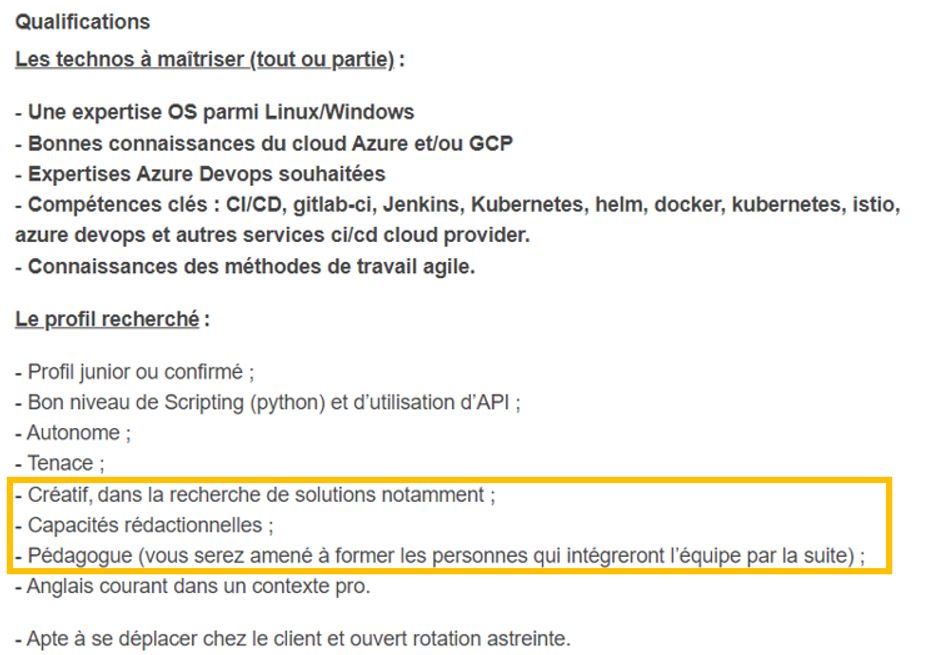 Qualifications
Les technos à maîtriser (tout ou partie) :
- Une expertise OS parmi Linux/Windows
- Bonnes connaissances du cloud Azure et/ou GCP
- Expertises Azure Devops souhaitées
- Compétences clés : CI/CD, gitlab-ci, Jenkins, Kubernetes, helm, docker, kubernetes, istio,
azure devops et autres services ci/cd cloud provider.
- Connaissances des méthodes de travail agile.
Le profil recherché :
- Profil junior ou confirmé ;
- Bon niveau de Scripting (python) et d’utilisation d’API ;
- Autonome ;
- Tenace ;
- Créatif, dans la recherche de solutions notamment ;
- Capacités rédactionnelles ;
- Pédagogue (vous serez amené à former les personnes qui intégreront l’équipe par la suite) ;
- Anglais courant dans un contexte pro.
- Apte à se déplacer chez le client et ouvert rotation astreinte.